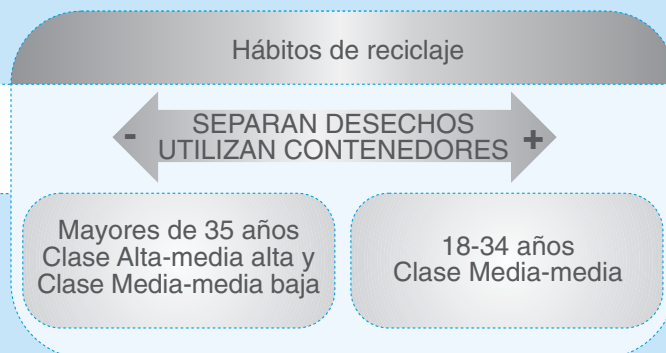 Hábitos de reciclaje
- SEPARAN DESECHOS
UTILIZAN CONTENEDORES +
Mayores de 35 años
Clase Alta-media alta y
Clase Media-media baja
18-34 años
Clase Media-media